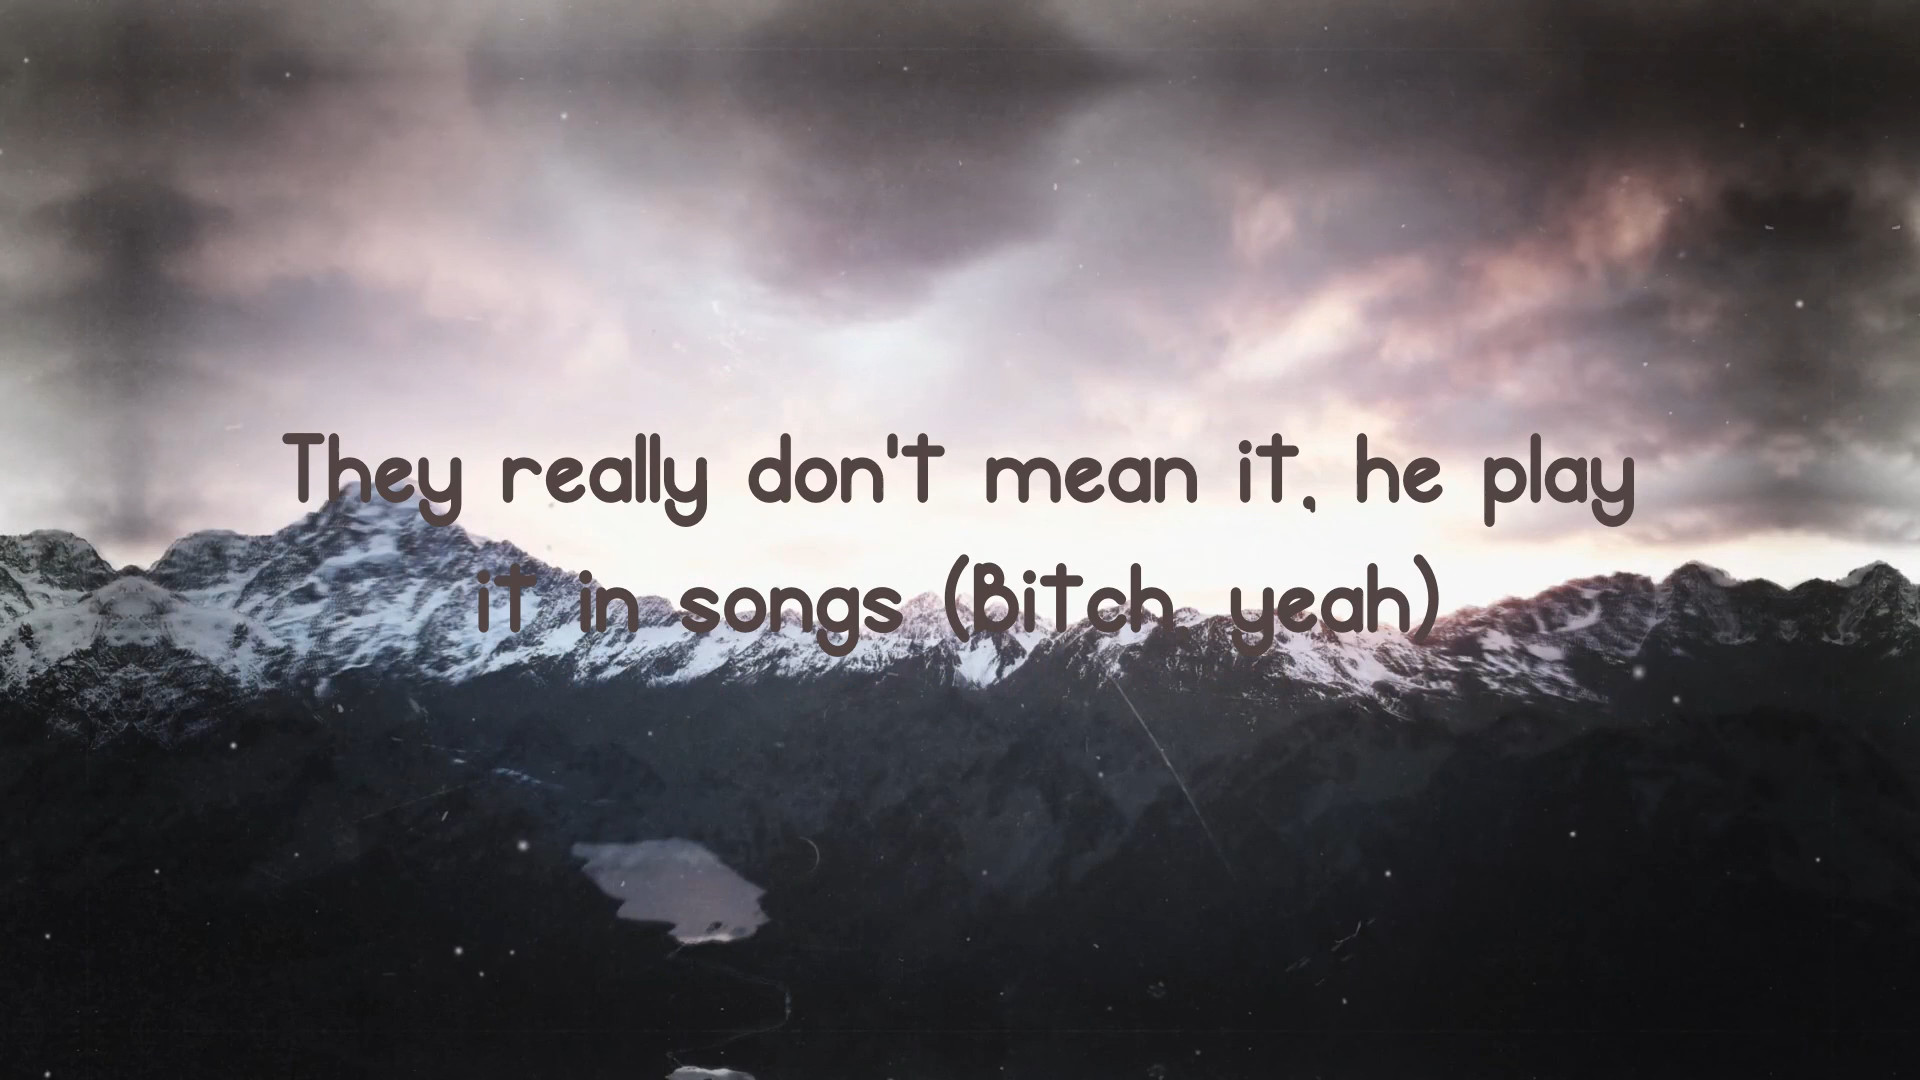 They really don't mean it, he play
it in songs (Bitch, yeah)